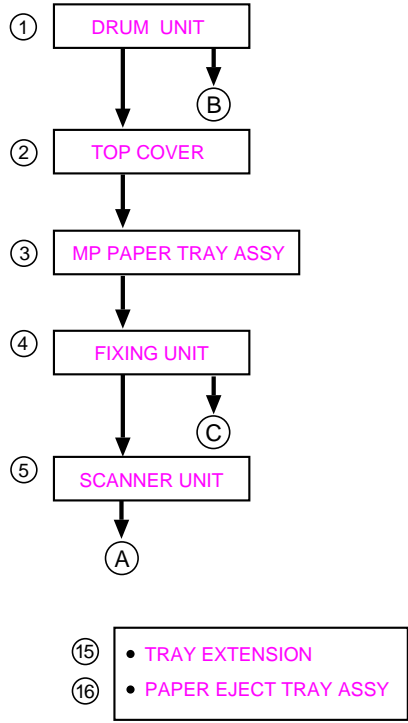 ① DRUM UNIT
B
② TOP COVER
③ MP PAPER TRAY ASSY
④ FIXING UNIT
C
⑤ SCANNER UNIT
A
⑮ • TRAY EXTENSION
⑯ • PAPER EJECT TRAY ASSY